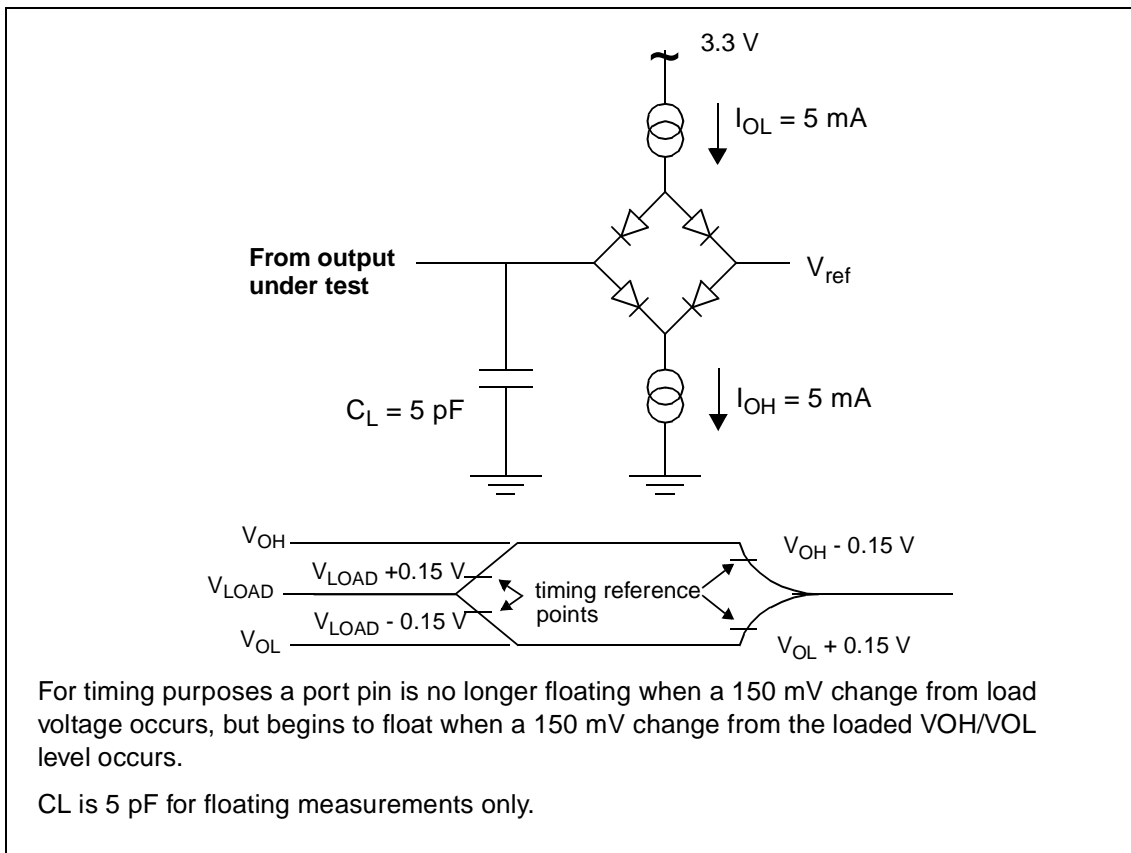 3.3 V
I_OL = 5 mA
From output
under test
V_ref
C_L = 5 pF
I_OH = 5 mA
V_OH
V_OH - 0.15 V
V_LOAD +0.15 V
V_LOAD
timing reference
points
V_LOAD - 0.15 V
V_OL
V_OL + 0.15 V
For timing purposes a port pin is no longer floating when a 150 mV change from load
voltage occurs, but begins to float when a 150 mV change from the loaded VOH/VOL
level occurs.
CL is 5 pF for floating measurements only.